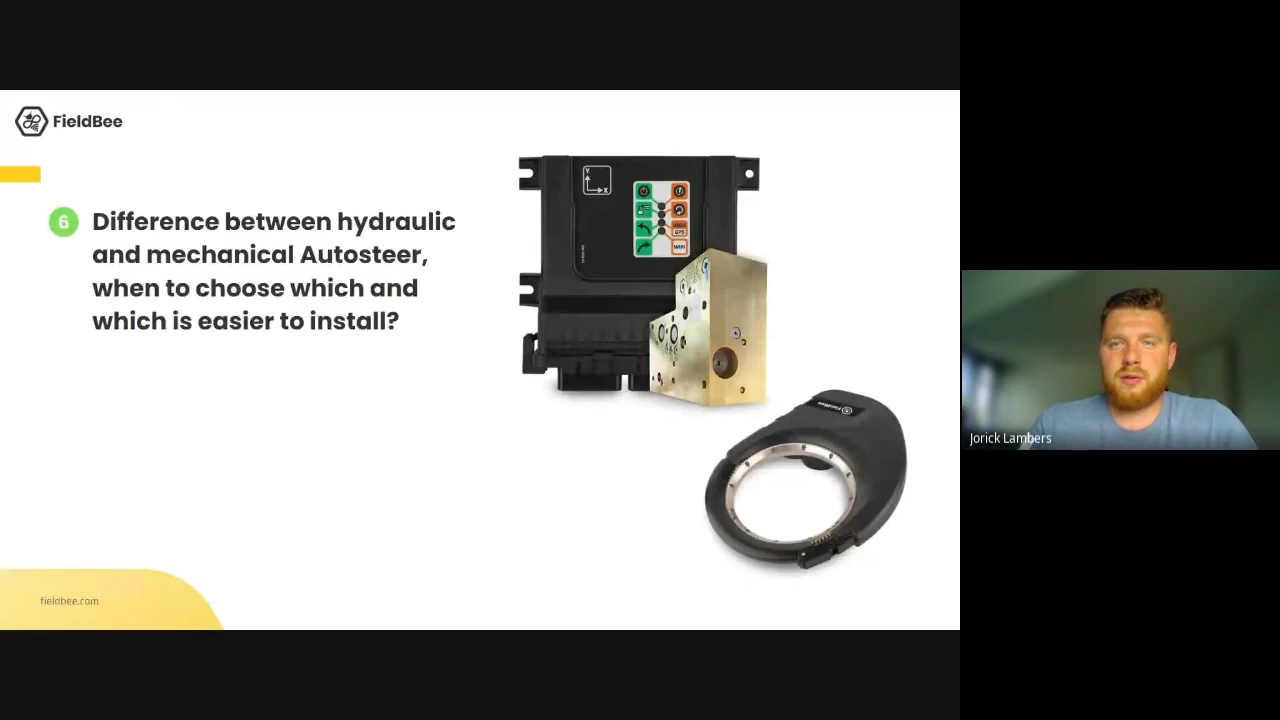 FieldBee
6 Difference between hydraulic
and mechanical Autosteer,
when to choose which and
which is easier to install?
Y
X
WIFI
FieldBee
Jorick Lambers
fieldbee.com